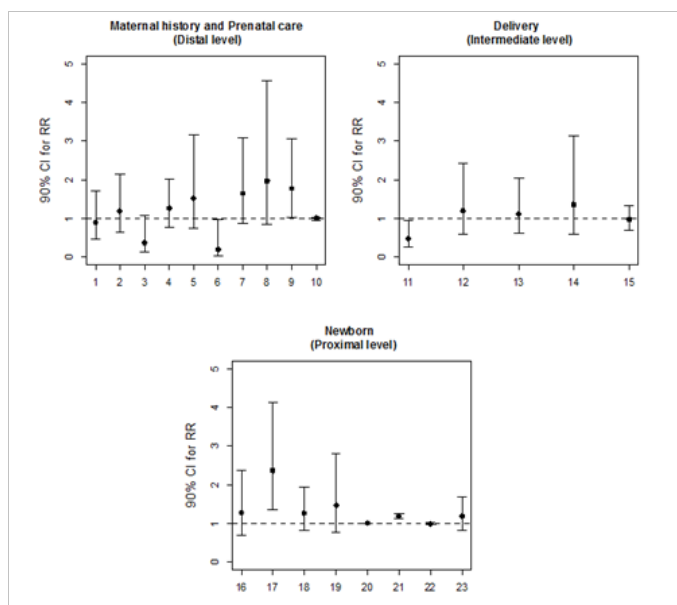 Maternal history and Prenatal care
(Distal level)
90% CI for RR
5
4
3
2
1
0
1 2 3 4 5 6 7 8 9 10
Delivery
(Intermediate level)
90% CI for RR
5
4
3
2
1
0
11 12 13 14 15
Newborn
(Proximal level)
90% CI for RR
5
4
3
2
1
0
16 17 18 19 20 21 22 23